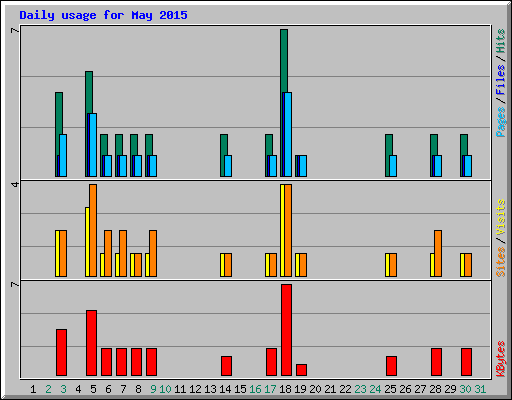 Daily usage for May 2015
7
4
7
Pages / Files / Hits
Sites / Visits
KBytes
1 2 3 4 5 6 7 8 9 10 11 12 13 14 15 16 17 18 19 20 21 22 23 24 25 26 27 28 29 30 31